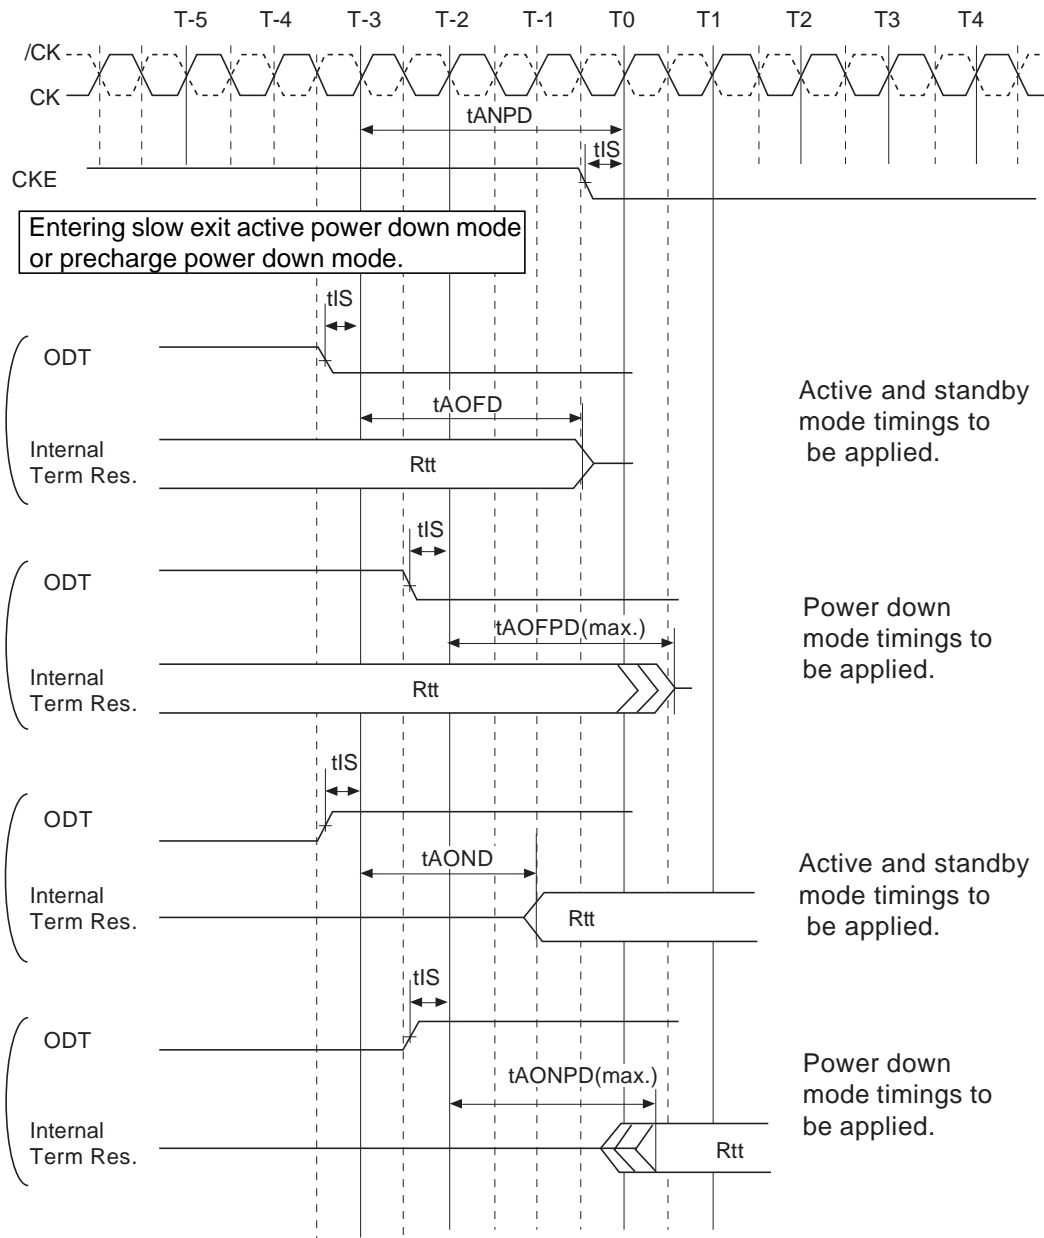 T-5 T-4 T-3 T-2 T-1 T0 T1 T2 T3 T4
/CK
CK
tANPD
tIS
CKE
Entering slow exit active power down mode
or precharge power down mode.
tIS
ODT
tAOFD
Internal
Term Res.
Rtt
Active and standby
mode timings to
be applied.
tIS
ODT
tAOFPD(max.)
Internal
Term Res.
Rtt
Power down
mode timings to
be applied.
tIS
ODT
tAOND
Internal
Term Res.
Rtt
Active and standby
mode timings to
be applied.
tIS
ODT
tAONPD(max.)
Internal
Term Res.
Rtt
Power down
mode timings to
be applied.